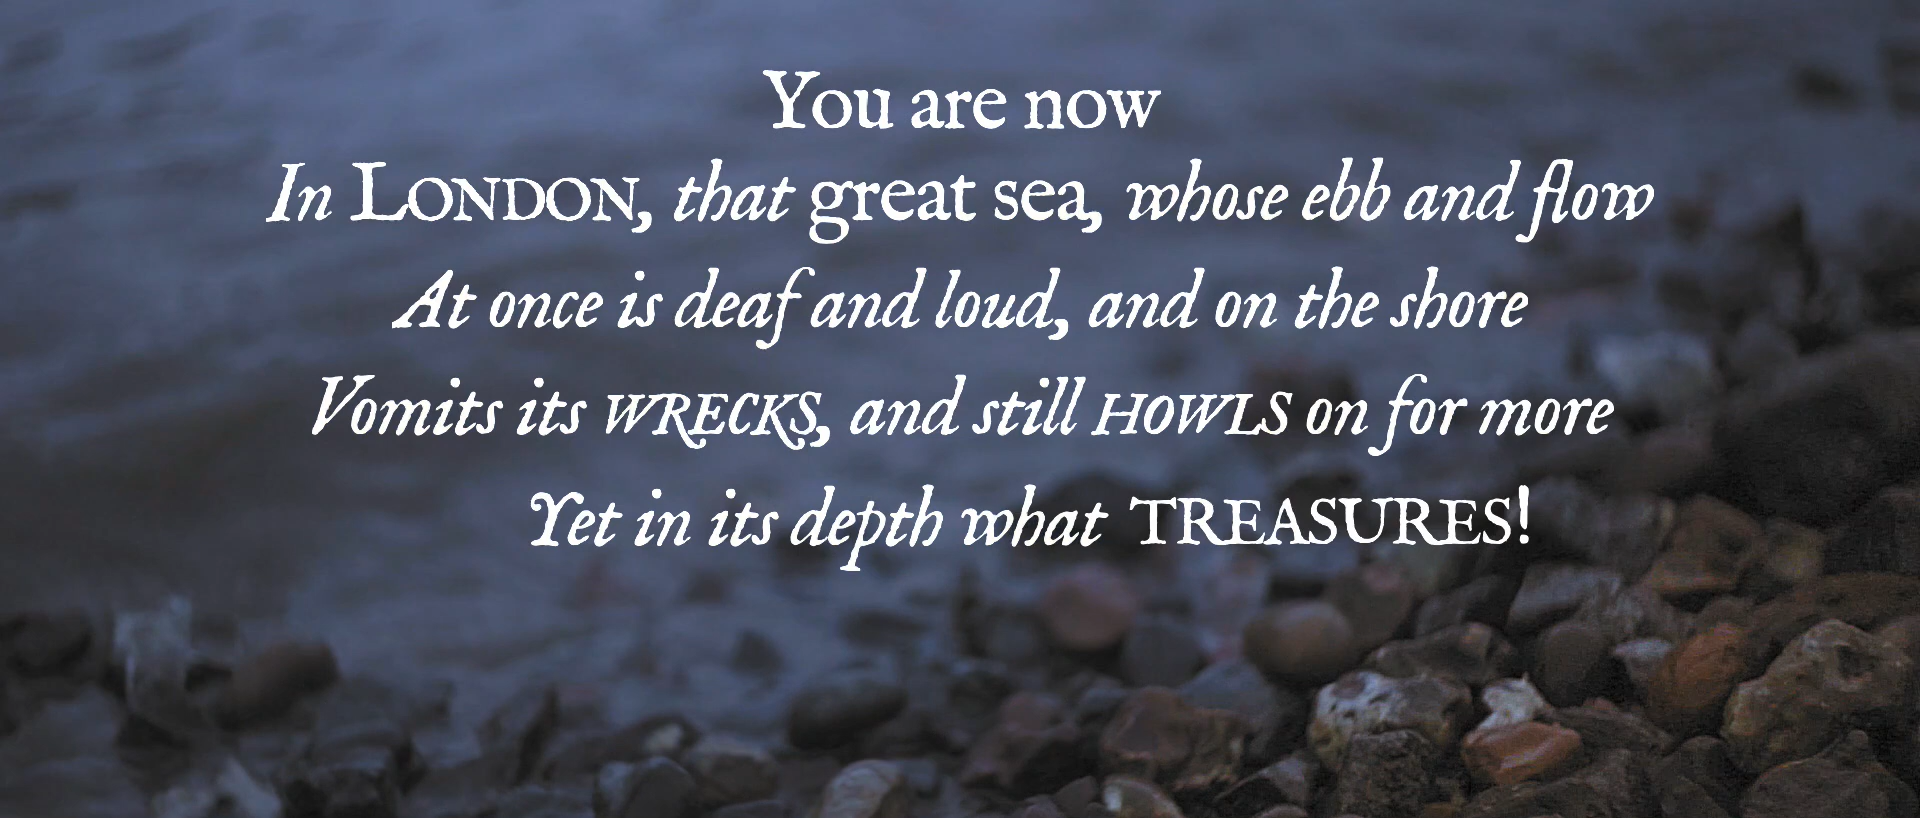 You are now
In LONDON, that great sea, whose ebb and flow
At once is deaf and loud, and on the shore
Vomits its WRECKS, and still HOWLS on for more
Yet in its depth what TREASURES!